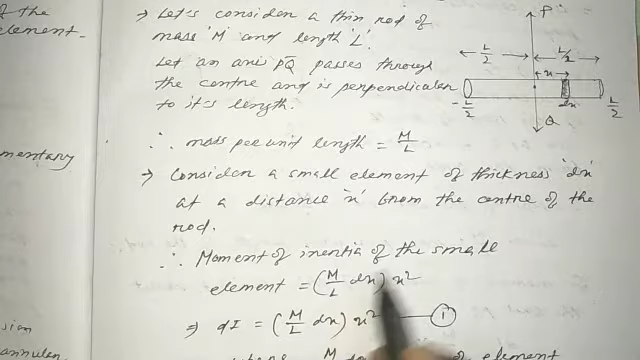 of the
element.
→ Let's consider a thin rod of
mass 'M' and length 'L'.
Let an axis PQ passes through
the centre and is perpendicular
to it's length.
∴ mass per unit length = M/L
→ Consider a small element of thickness 'dx'
at a distance 'x' from the centre of the
rod.
∴ Moment of inertia of the small
element = (M/L dx) x²
⇒ dI = (M/L dx) x² —— ①
M
of element
P
L/2
L/2
x
-L/2
dx
L/2
Q
mentary
annulen